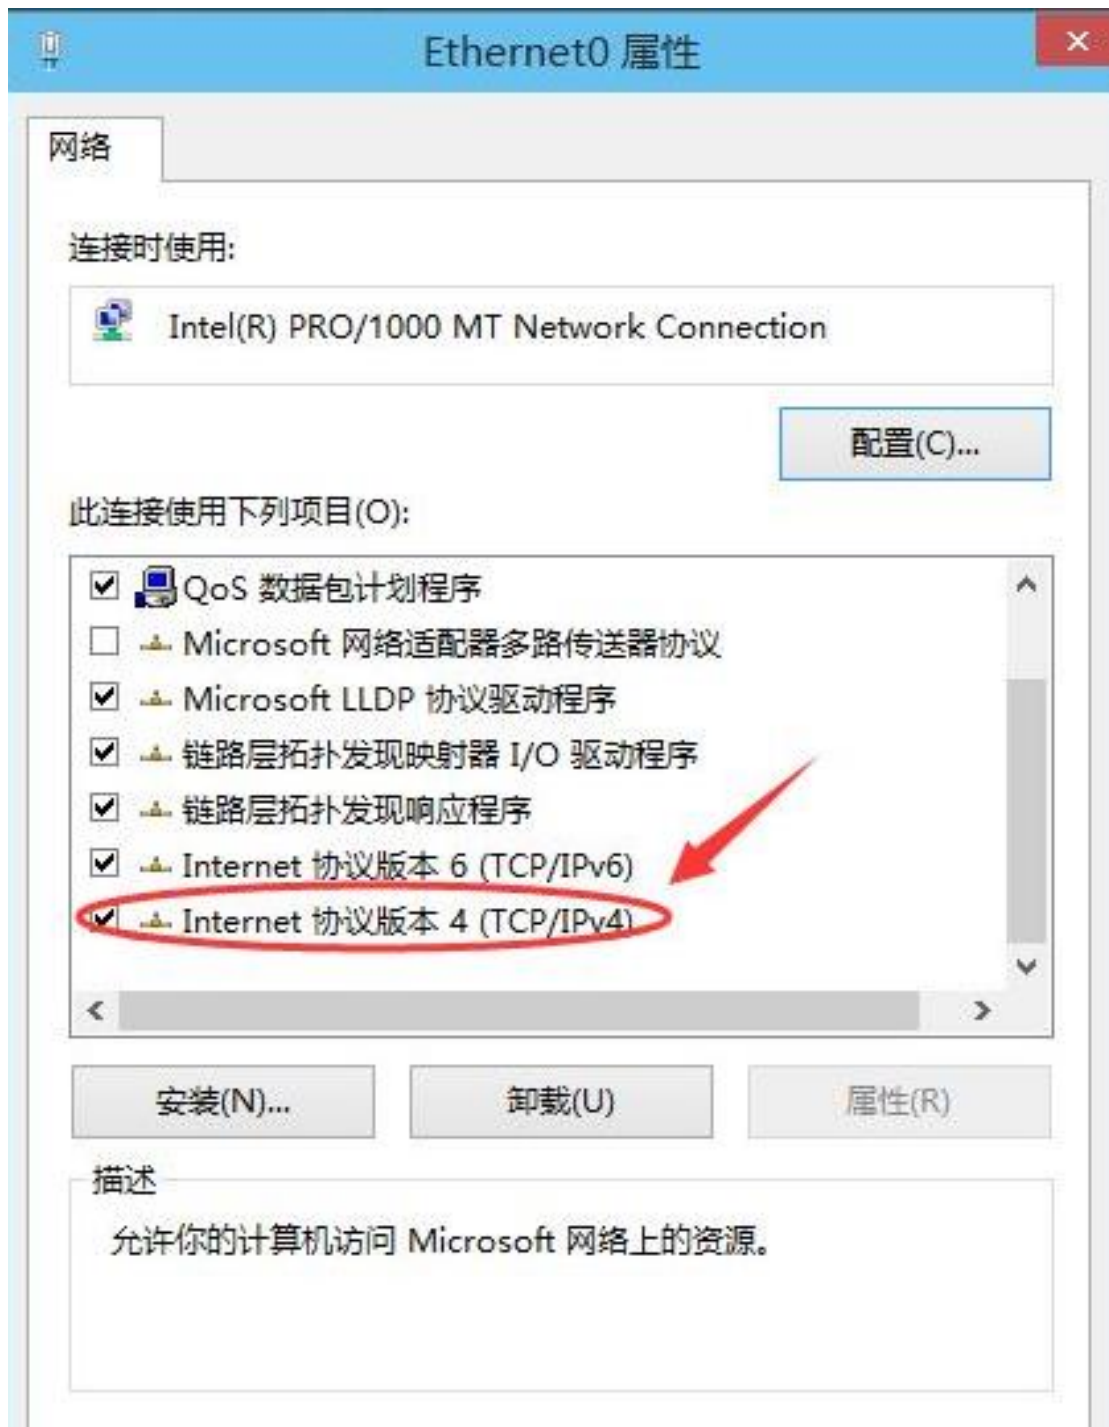 Ethernet0 属性
网络
连接时使用:
Intel(R) PRO/1000 MT Network Connection
配置(C)...
此连接使用下列项目(O):
QoS 数据包计划程序
Microsoft 网络适配器多路传送器协议
Microsoft LLDP 协议驱动程序
链路层拓扑发现映射器 I/O 驱动程序
链路层拓扑发现响应程序
Internet 协议版本 6 (TCP/IPv6)
Internet 协议版本 4 (TCP/IPv4)
安装(N)...
卸载(U)
属性(R)
描述
允许你的计算机访问 Microsoft 网络上的资源。